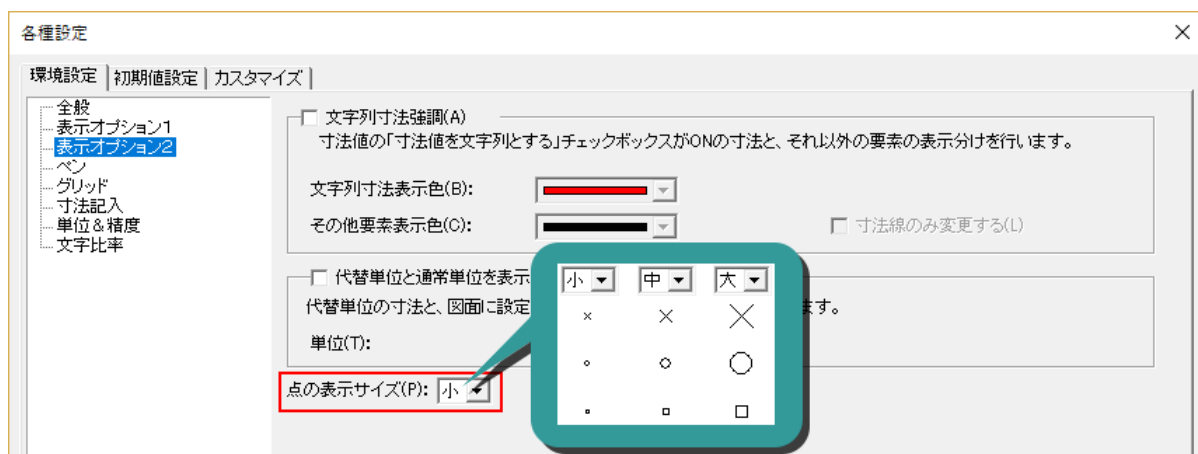 各種設定
環境設定 初期値設定 カスタマイズ
全般
表示オプション1
表示オプション2
ペン
グリッド
寸法記入
単位&精度
文字比率
文字列寸法強調(A)
寸法値の「寸法値を文字列とする」チェックボックスがONの寸法と、それ以外の要素の表示分けを行います。
文字列寸法表示色(B):
その他要素表示色(C):
寸法線のみ変更する(L)
代替単位と通常単位を表示
代替単位の寸法と、図面に設定 ます。
単位(T):
点の表示サイズ(P): 小
小 中 大